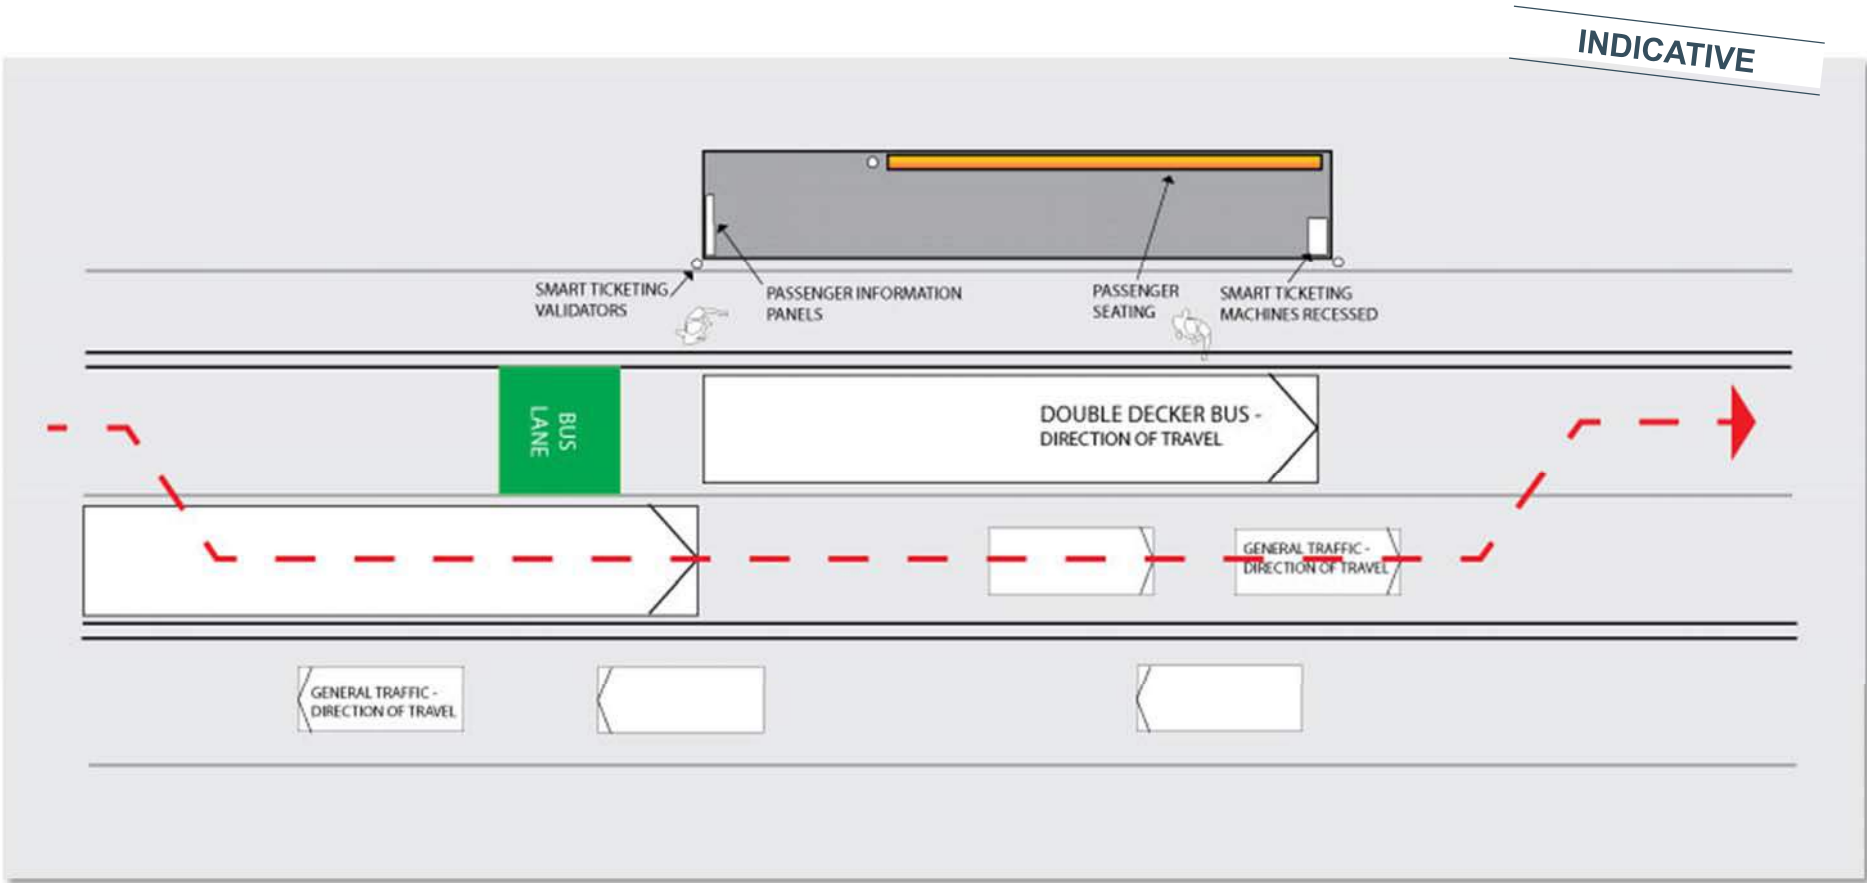 INDICATIVE
SMART TICKETING
VALIDATORS
PASSENGER INFORMATION
PANELS
PASSENGER
SEATING
SMART TICKETING
MACHINES RECESSED
BUS
LANE
DOUBLE DECKER BUS -
DIRECTION OF TRAVEL
GENERAL TRAFFIC -
DIRECTION OF TRAVEL
GENERAL TRAFFIC -
DIRECTION OF TRAVEL